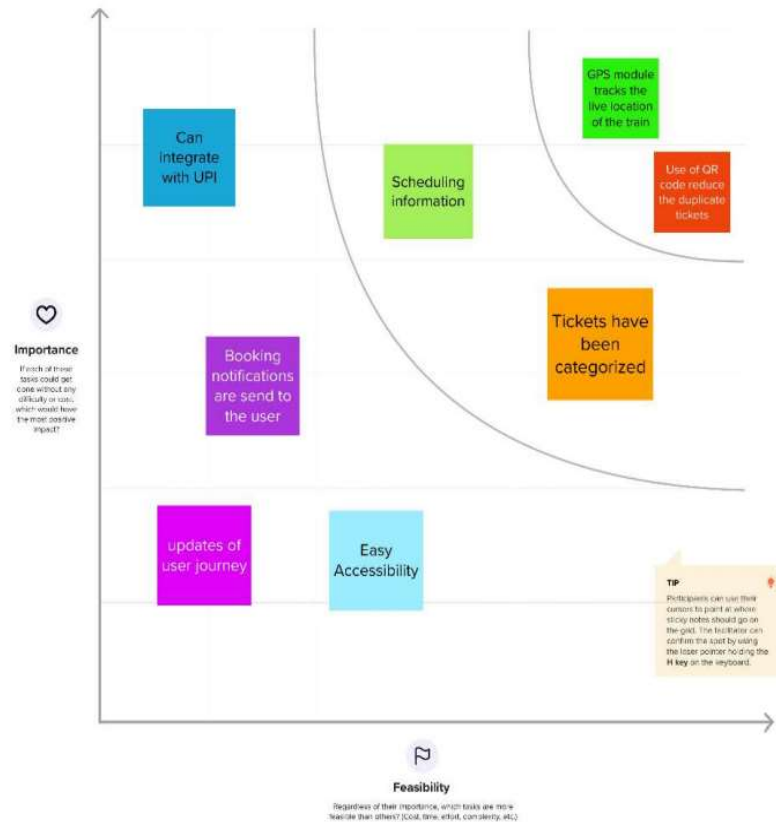 GPS module
tracks the
live location
of the train
Can
integrate
with UPI
Use of QR
code reduce
the duplicate
tickets
Scheduling
information
Tickets have
been
categorized
Importance
If each of these
tasks could get
done without any
difficulty or cost,
which would have
the most positive
impact?
Booking
notifications
are send to
the user
updates of
user journey
Easy
Accessibility
TIP
Participants can use their
cursors to point at where
sticky notes should go on
the grid. The facilitator can
confirm the spot by using
the laser pointer holding the
H key on the keyboard.
Feasibility
Regardless of their importance, which tasks are more
feasible than others? (Cost, time, effort, complexity, etc.)